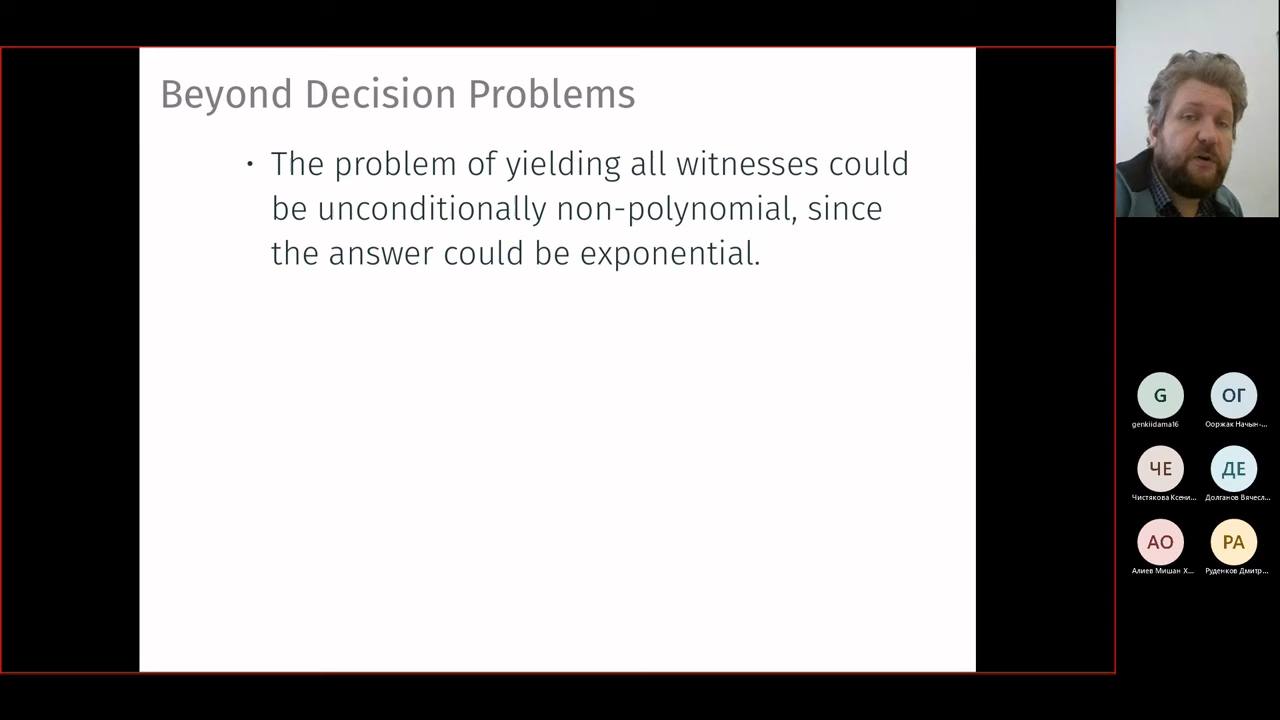 Beyond Decision Problems
• The problem of yielding all witnesses could
be unconditionally non-polynomial, since
the answer could be exponential.
G
genkiidama16
ОГ
Ооржак Начын-...
ЧЕ
Чистякова Ксени...
ДЕ
Долганов Вячесл...
АО
Алиев Мишан Х...
РА
Руденков Дмитр...